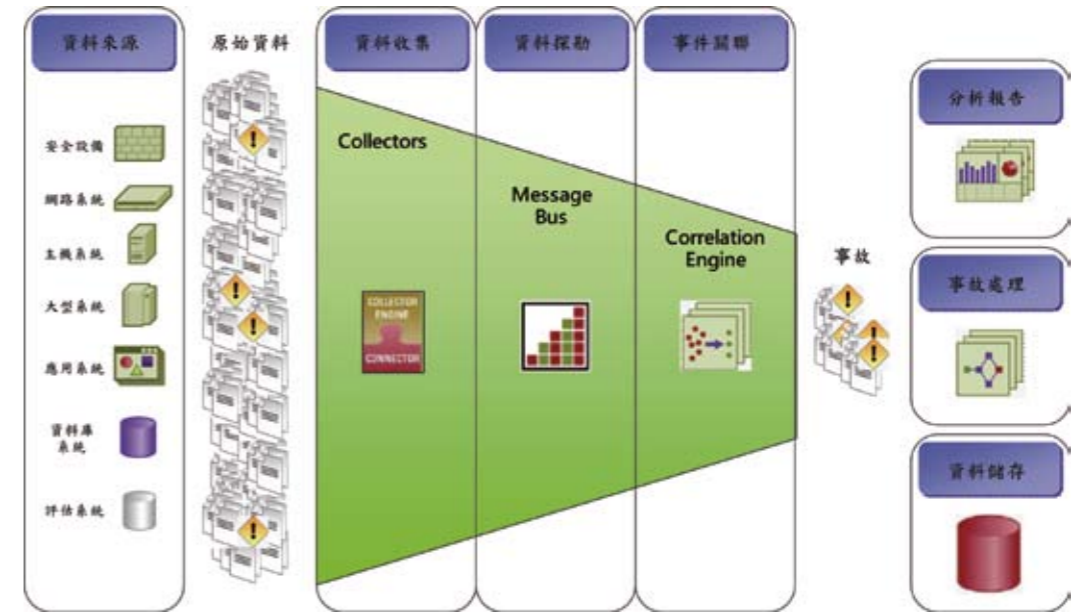 資料來源
安全設備
網路系統
主機系統
大型系統
應用系統
資料庫
系統
評估系統
原始資料
資料收集
Collectors
COLLECTOR
ENGINE
CONNECTOR
資料探勘
Message
Bus
事件關聯
Correlation
Engine
事故
分析報告
事故處理
資料儲存